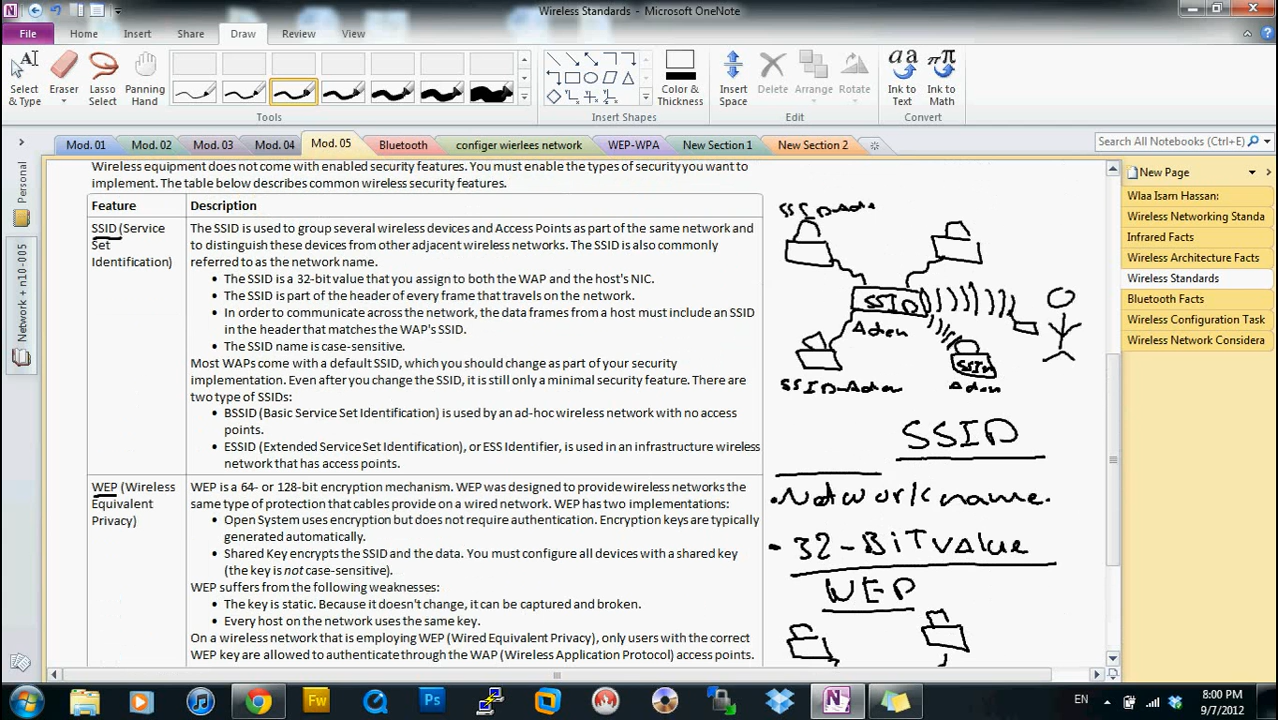 Wireless Standards - Microsoft OneNote
File Home Insert Share Draw Review View
Select & Type
Eraser
Lasso Select
Panning Hand
Color & Thickness
Insert Space
Delete
Arrange
Rotate
Ink to Text
Ink to Math
Tools
Insert Shapes
Edit
Convert
Mod. 01 Mod. 02 Mod. 03 Mod. 04 Mod. 05 Bluetooth configer wierlees network WEP-WPA New Section 1 New Section 2
Search All Notebooks (Ctrl+E)
Personal
Network + n10-005
Wireless equipment does not come with enabled security features. You must enable the types of security you want to
implement. The table below describes common wireless security features.
Feature Description
SSID (Service
Set
Identification)
The SSID is used to group several wireless devices and Access Points as part of the same network and
to distinguish these devices from other adjacent wireless networks. The SSID is also commonly
referred to as the network name.
• The SSID is a 32-bit value that you assign to both the WAP and the host's NIC.
• The SSID is part of the header of every frame that travels on the network.
• In order to communicate across the network, the data frames from a host must include an SSID
in the header that matches the WAP's SSID.
• The SSID name is case-sensitive.
Most WAPs come with a default SSID, which you should change as part of your security
implementation. Even after you change the SSID, it is still only a minimal security feature. There are
two type of SSIDs:
• BSSID (Basic Service Set Identification) is used by an ad-hoc wireless network with no access
points.
• ESSID (Extended Service Set Identification), or ESS Identifier, is used in an infrastructure wireless
network that has access points.
WEP (Wireless
Equivalent
Privacy)
WEP is a 64- or 128-bit encryption mechanism. WEP was designed to provide wireless networks the
same type of protection that cables provide on a wired network. WEP has two implementations:
• Open System uses encryption but does not require authentication. Encryption keys are typically
generated automatically.
• Shared Key encrypts the SSID and the data. You must configure all devices with a shared key
(the key is not case-sensitive).
WEP suffers from the following weaknesses:
• The key is static. Because it doesn't change, it can be captured and broken.
• Every host on the network uses the same key.
On a wireless network that is employing WEP (Wired Equivalent Privacy), only users with the correct
WEP key are allowed to authenticate through the WAP (Wireless Application Protocol) access points.
SSID
Aden
SSID-Aden
SSID
Aden
SSID
•Network name.
• 32-BiT value
WEP
New Page
Wlaa Isam Hassan:
Wireless Networking Standa
Infrared Facts
Wireless Architecture Facts
Wireless Standards
Bluetooth Facts
Wireless Configuration Task
Wireless Network Considera
EN
8:00 PM
9/7/2012